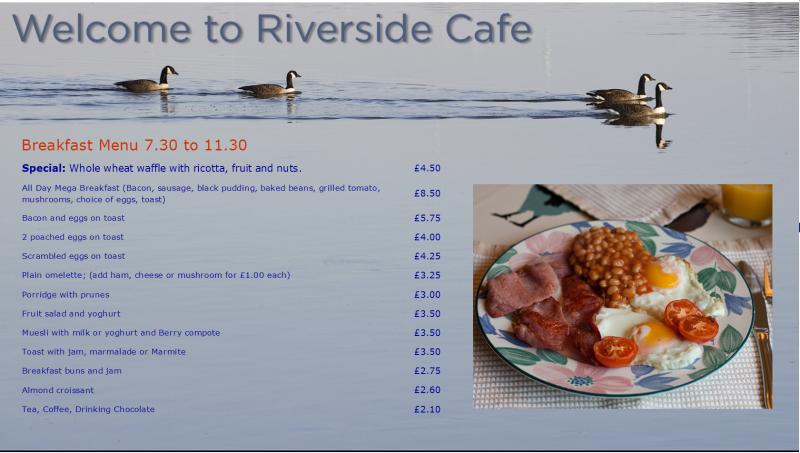 Welcome to Riverside Cafe
Breakfast Menu 7.30 to 11.30
Special: Whole wheat waffle with ricotta, fruit and nuts. £4.50
All Day Mega Breakfast (Bacon, sausage, black pudding, baked beans, grilled tomato,
mushrooms, choice of eggs, toast) £8.50
Bacon and eggs on toast £5.75
2 poached eggs on toast £4.00
Scrambled eggs on toast £4.25
Plain omelette; (add ham, cheese or mushroom for £1.00 each) £3.25
Porridge with prunes £3.00
Fruit salad and yoghurt £3.50
Muesli with milk or yoghurt and Berry compote £3.50
Toast with jam, marmalade or Marmite £3.50
Breakfast buns and jam £2.75
Almond croissant £2.60
Tea, Coffee, Drinking Chocolate £2.10